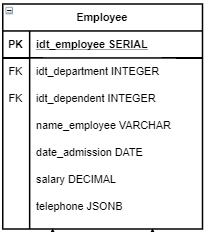 Employee
PK idt_employee SERIAL
FK idt_department INTEGER
FK idt_dependent INTEGER
name_employee VARCHAR
date_admission DATE
salary DECIMAL
telephone JSONB